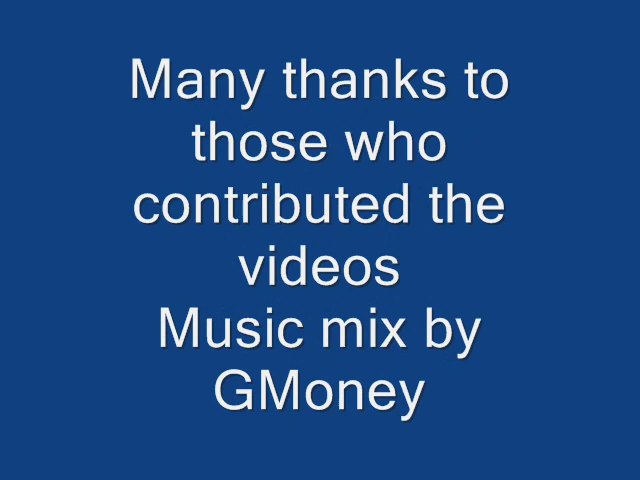 Many thanks to
those who
contributed the
videos
Music mix by
GMoney